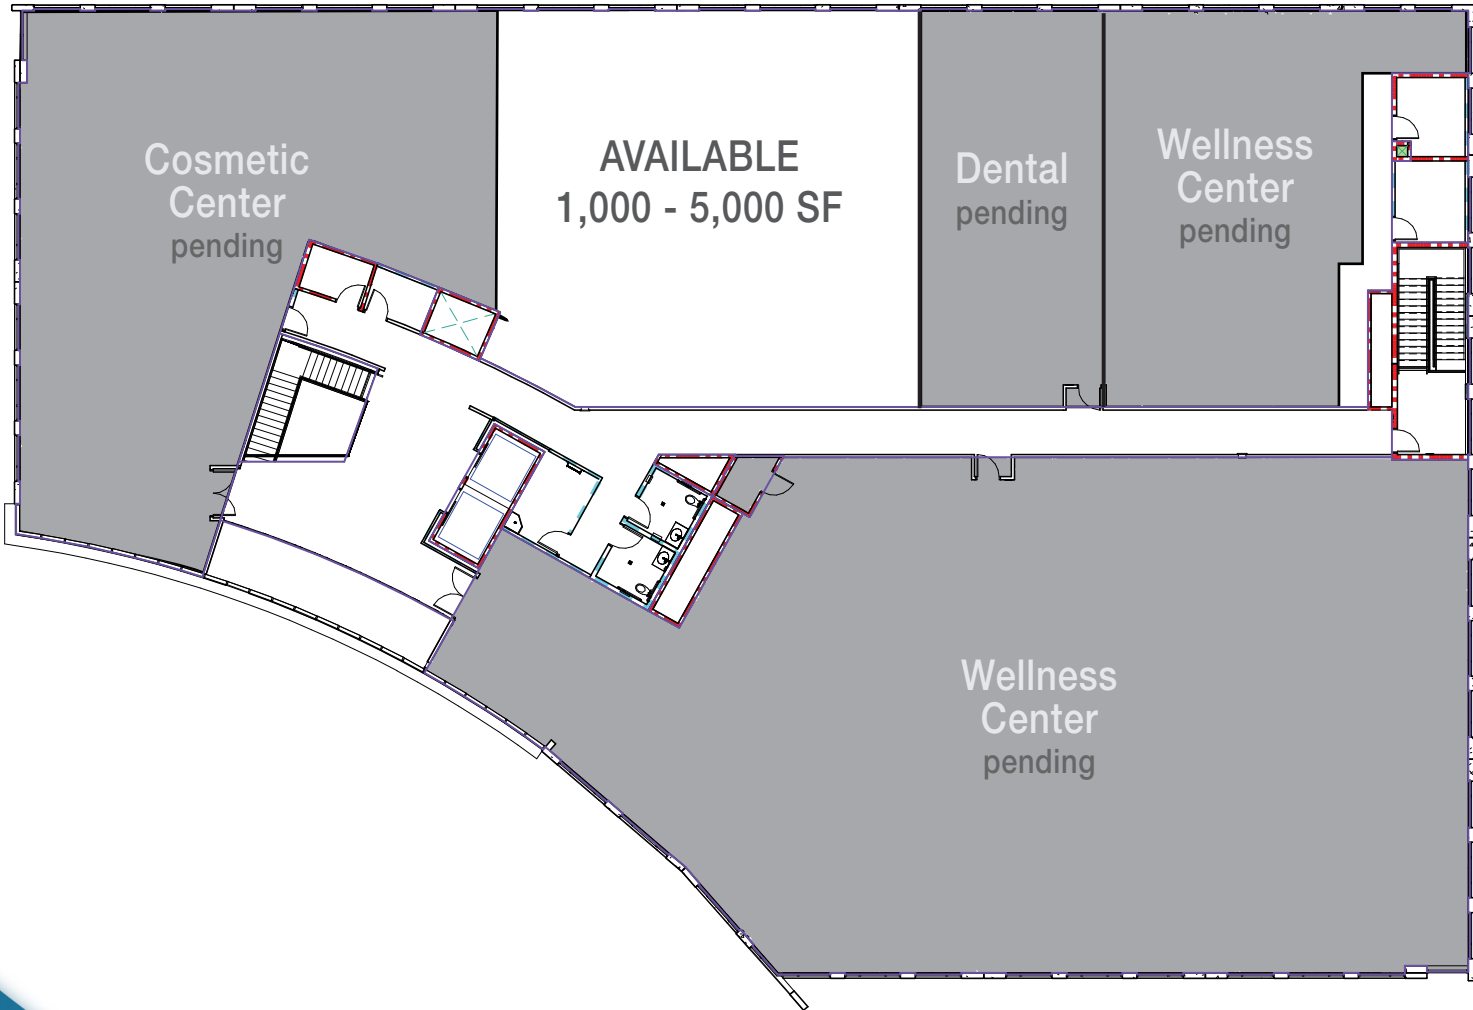 Cosmetic
Center
pending
AVAILABLE
1,000 - 5,000 SF
Dental
pending
Wellness
Center
pending
Wellness
Center
pending